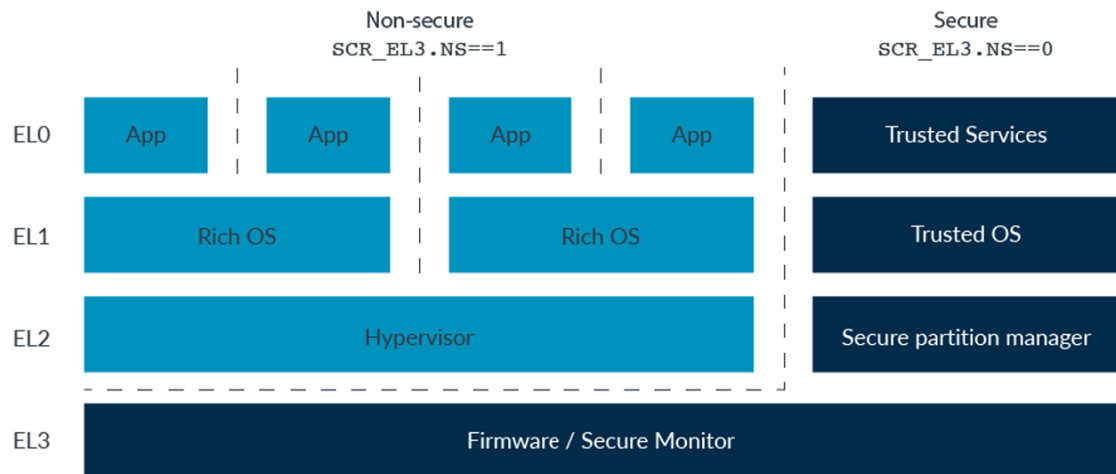 Non-secure
SCR_EL3.NS==1
Secure
SCR_EL3.NS==0
EL0
App
App
App
App
Trusted Services
EL1
Rich OS
Rich OS
Trusted OS
EL2
Hypervisor
Secure partition manager
EL3
Firmware / Secure Monitor